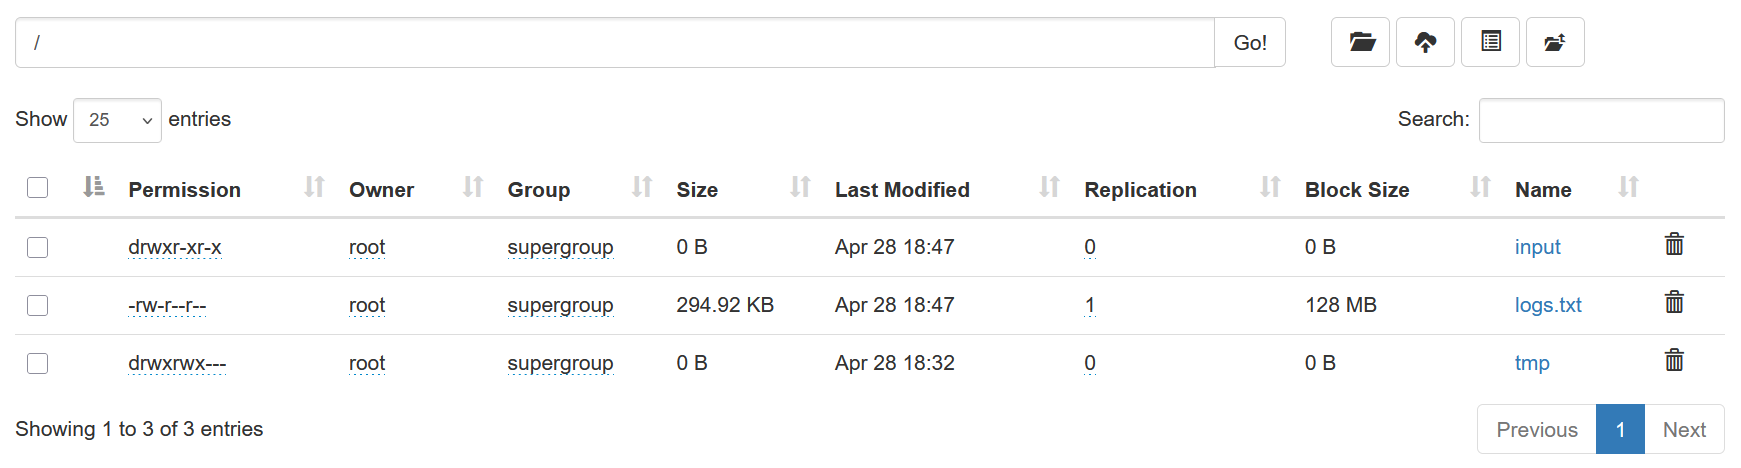 / Go!
Show 25 entries Search:
Permission Owner Group Size Last Modified Replication Block Size Name
drwxr-xr-x root supergroup 0 B Apr 28 18:47 0 0 B input
-rw-r--r-- root supergroup 294.92 KB Apr 28 18:47 1 128 MB logs.txt
drwxrwx--- root supergroup 0 B Apr 28 18:32 0 0 B tmp
Showing 1 to 3 of 3 entries Previous 1 Next